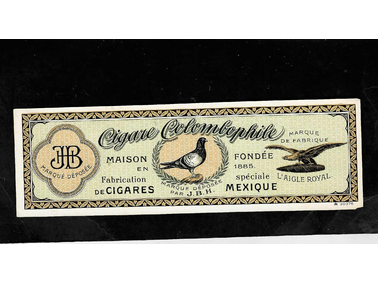 JHB
MARQUE DÉPOSÉE
Cigare Colombophile
MAISON FONDÉE
EN 1885.
Fabrication spéciale
DE CIGARES MEXIQUE
MARQUE DÉPOSÉE
PAR J.B.H.
MARQUE
DE FABRIQUE
L'AIGLE ROYAL